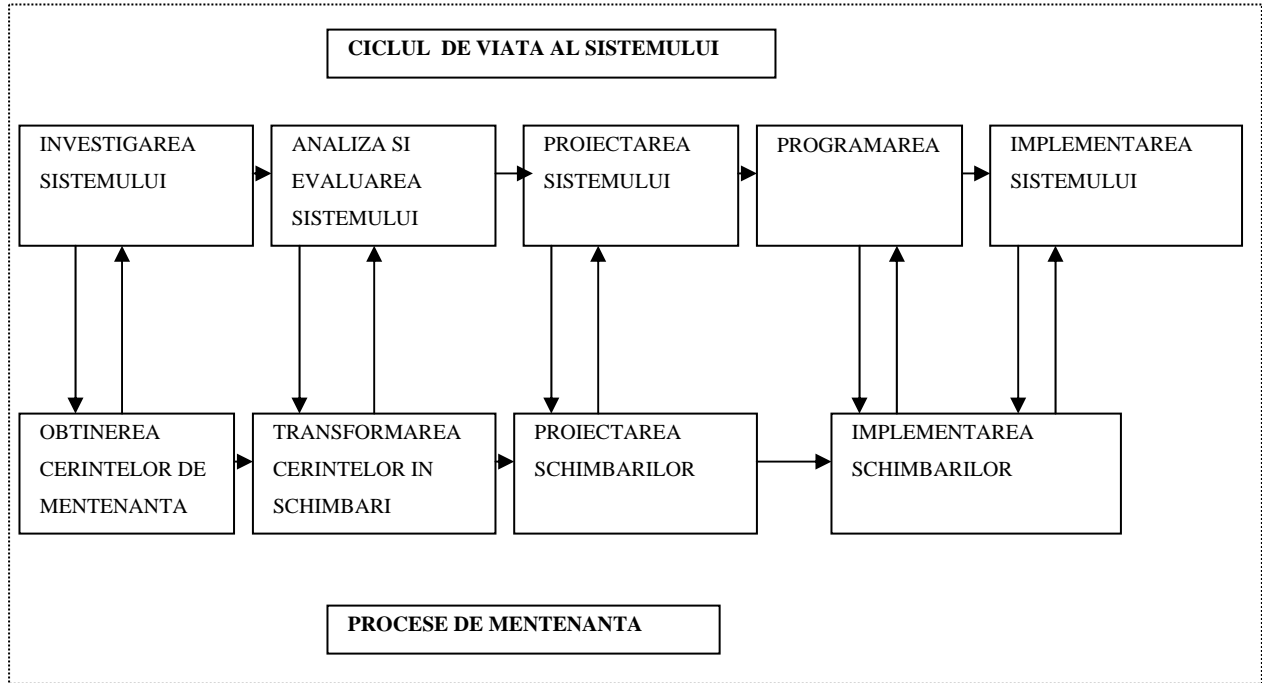 CICLUL DE VIATA AL SISTEMULUI
INVESTIGAREA
SISTEMULUI
ANALIZA SI
EVALUAREA
SISTEMULUI
PROIECTAREA
SISTEMULUI
PROGRAMAREA
IMPLEMENTAREA
SISTEMULUI
OBTINEREA
CERINTELOR DE
MENTENANTA
TRANSFORMAREA
CERINTELOR IN
SCHIMBARI
PROIECTAREA
SCHIMBARILOR
IMPLEMENTAREA
SCHIMBARILOR
PROCESE DE MENTENANTA